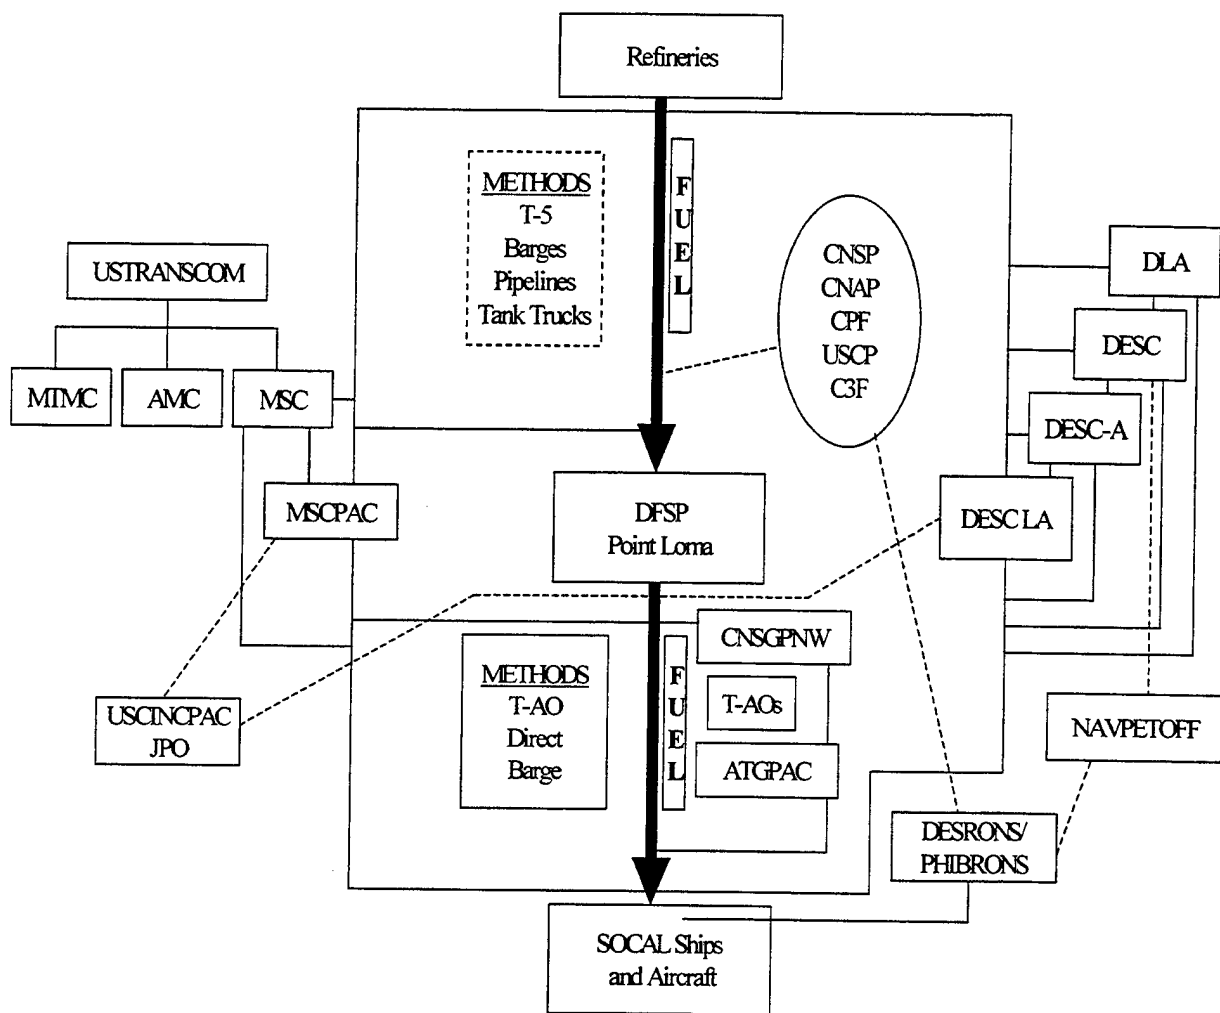 Refineries
METHODS
T-5
Barges
Pipelines
Tank Trucks
F
U
E
L
CNSP
CNAP
CPF
USCP
C3F
USTRANSCOM
MTMC
AMC
MSC
MSCPAC
DLA
DESC
DESC-A
DESC LA
DFSP
Point Loma
CNSGPNW
METHODS
T-AO
Direct
Barge
F
U
E
L
T-AOs
ATGPAC
USCINCPAC
JPO
NAVPETOFF
DESRONS/
PHIBRONS
SOCAL Ships
and Aircraft